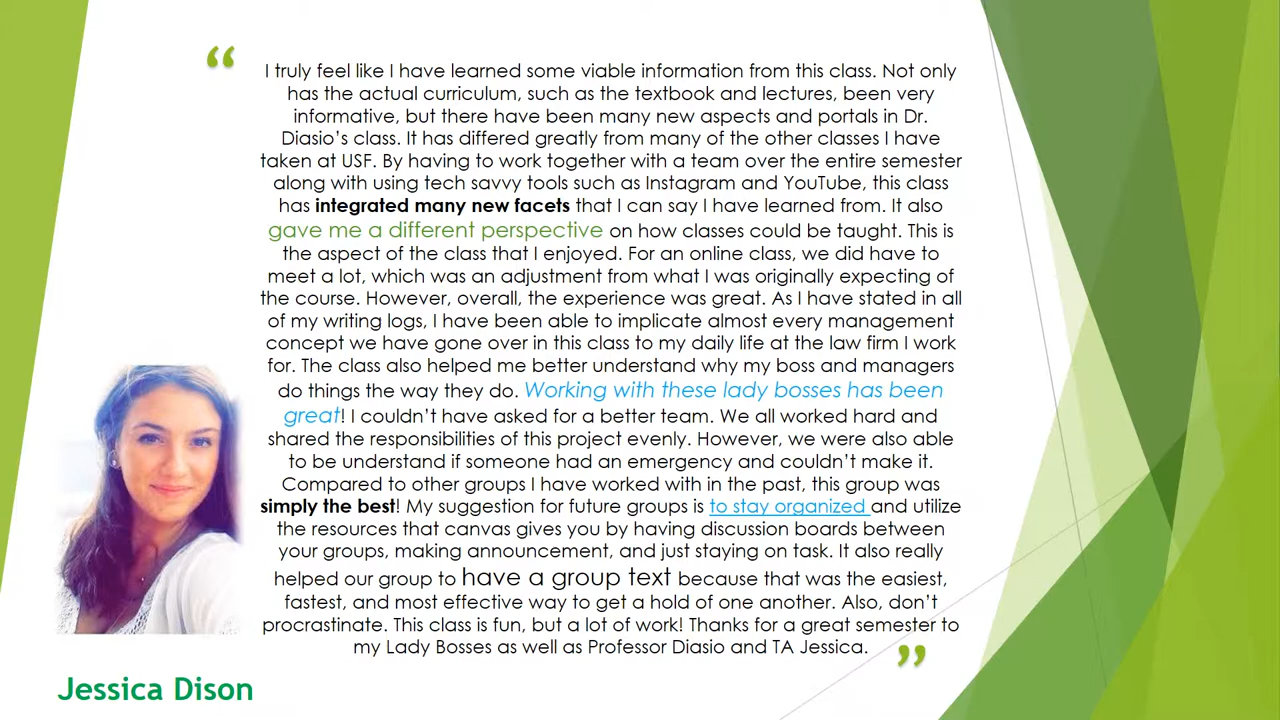 “
I truly feel like I have learned some viable information from this class. Not only
has the actual curriculum, such as the textbook and lectures, been very
informative, but there have been many new aspects and portals in Dr.
Diasio’s class. It has differed greatly from many of the other classes I have
taken at USF. By having to work together with a team over the entire semester
along with using tech savvy tools such as Instagram and YouTube, this class
has integrated many new facets that I can say I have learned from. It also
gave me a different perspective on how classes could be taught. This is
the aspect of the class that I enjoyed. For an online class, we did have to
meet a lot, which was an adjustment from what I was originally expecting of
the course. However, overall, the experience was great. As I have stated in all
of my writing logs, I have been able to implicate almost every management
concept we have gone over in this class to my daily life at the law firm I work
for. The class also helped me better understand why my boss and managers
do things the way they do. Working with these lady bosses has been
great! I couldn’t have asked for a better team. We all worked hard and
shared the responsibilities of this project evenly. However, we were also able
to be understand if someone had an emergency and couldn’t make it.
Compared to other groups I have worked with in the past, this group was
simply the best! My suggestion for future groups is to stay organized and utilize
the resources that canvas gives you by having discussion boards between
your groups, making announcement, and just staying on task. It also really
helped our group to have a group text because that was the easiest,
fastest, and most effective way to get a hold of one another. Also, don’t
procrastinate. This class is fun, but a lot of work! Thanks for a great semester to
my Lady Bosses as well as Professor Diasio and TA Jessica.
”
Jessica Dison